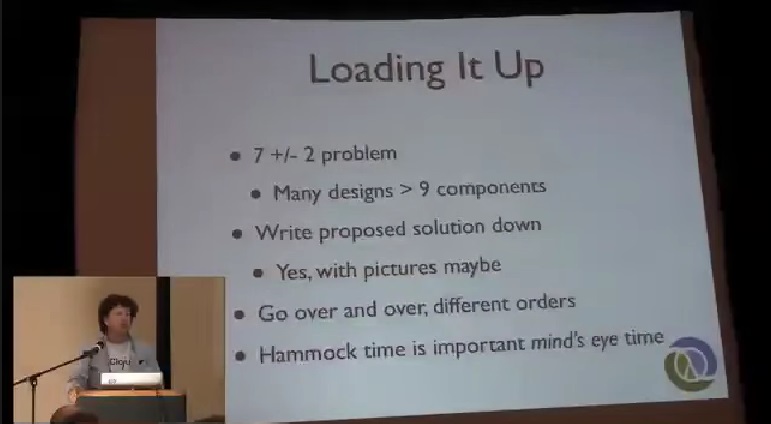 Loading It Up
7 +/- 2 problem
Many designs > 9 components
Write proposed solution down
Yes, with pictures maybe
Go over and over, different orders
Hammock time is important mind's eye time